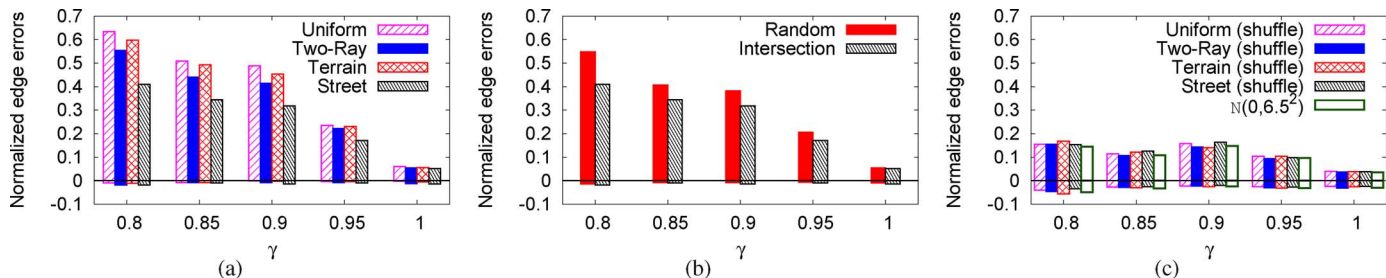 Normalized edge errors
0.7
0.6
0.5
0.4
0.3
0.2
0.1
0
-0.1
Uniform
Two-Ray
Terrain
Street
0.8 0.85 0.9 0.95 1
γ
(a)
Normalized edge errors
0.7
0.6
0.5
0.4
0.3
0.2
0.1
0
-0.1
Random
Intersection
0.8 0.85 0.9 0.95 1
γ
(b)
Normalized edge errors
0.7
0.6
0.5
0.4
0.3
0.2
0.1
0
-0.1
Uniform (shuffle)
Two-Ray (shuffle)
Terrain (shuffle)
Street (shuffle)
N(0,6.5²)
0.8 0.85 0.9 0.95 1
γ
(c)